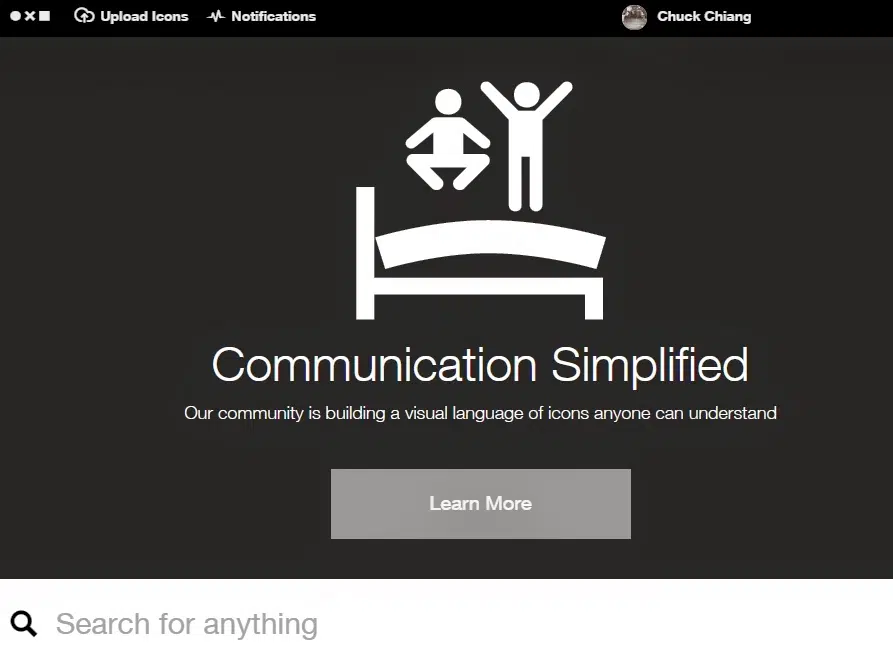 Upload Icons
Notifications
Chuck Chiang
Communication Simplified
Our community is building a visual language of icons anyone can understand
Learn More
Search for anything